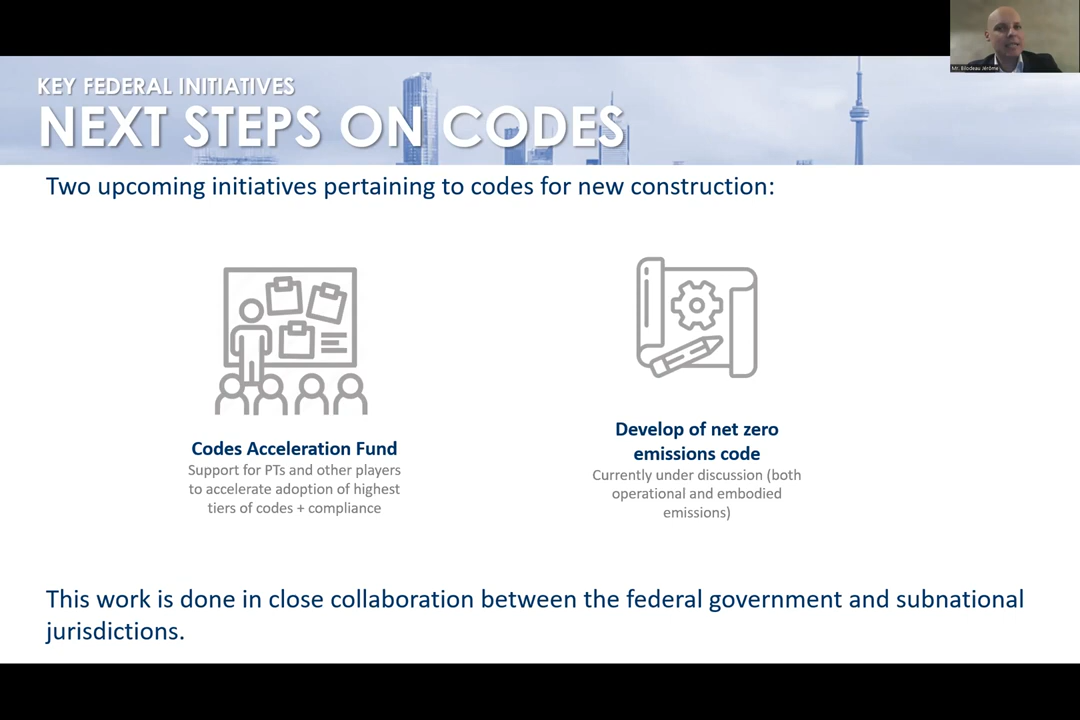 Mr. Bilodeau Jérôme
KEY FEDERAL INITIATIVES
NEXT STEPS ON CODES
Two upcoming initiatives pertaining to codes for new construction:
Codes Acceleration Fund
Support for PTs and other players
to accelerate adoption of highest
tiers of codes + compliance
Develop of net zero
emissions code
Currently under discussion (both
operational and embodied
emissions)
This work is done in close collaboration between the federal government and subnational
jurisdictions.